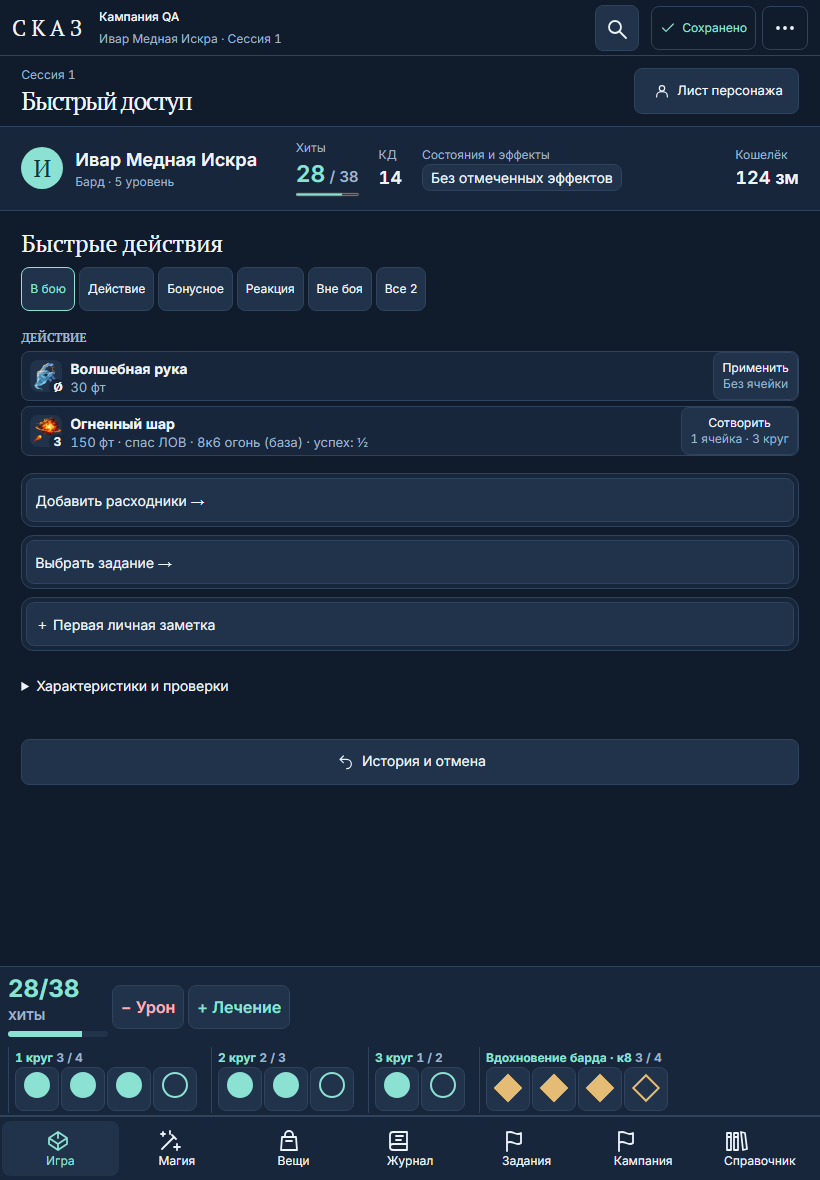 СКАЗ
Кампания QA
Ивар Медная Искра · Сессия 1
Сохранено
Сессия 1
Быстрый доступ
Лист персонажа
И
Ивар Медная Искра
Бард · 5 уровень
Хиты
28 / 38
КД
14
Состояния и эффекты
Без отмеченных эффектов
Кошелёк
124 зм
Быстрые действия
В бою
Действие
Бонусное
Реакция
Вне боя
Все 2
ДЕЙСТВИЕ
Ø
Волшебная рука
30 фт
Применить
Без ячейки
3
Огненный шар
150 фт · спас ЛОВ · 8к6 огонь (база) · успех: ½
Сотворить
1 ячейка · 3 круг
Добавить расходники →
Выбрать задание →
+ Первая личная заметка
▶ Характеристики и проверки
История и отмена
28/38
ХИТЫ
− Урон
+ Лечение
1 круг 3 / 4
2 круг 2 / 3
3 круг 1 / 2
Вдохновение барда · к8 3 / 4
Игра
Магия
Вещи
Журнал
Задания
Кампания
Справочник